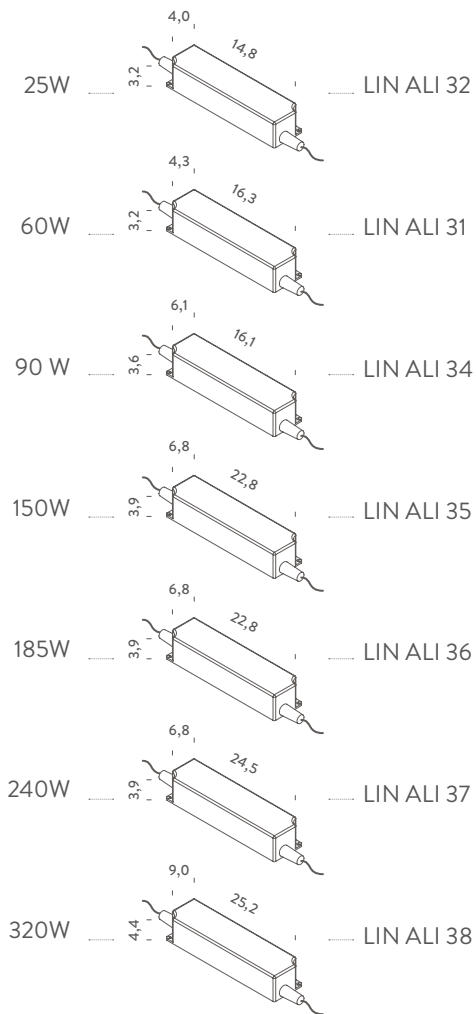 4,0
14,8
3,2
25W
LIN ALI 32
4,3
16,3
3,2
60W
LIN ALI 31
6,1
16,1
3,6
90 W
LIN ALI 34
6,8
22,8
3,9
150W
LIN ALI 35
6,8
22,8
3,9
185W
LIN ALI 36
6,8
24,5
3,9
240W
LIN ALI 37
9,0
25,2
4,4
320W
LIN ALI 38